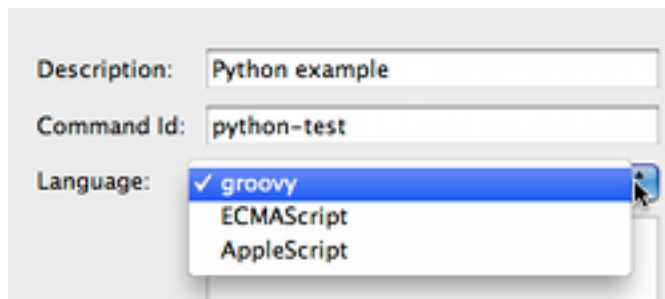 Description: Python example
Command Id: python-test
Language: ✓ groovy
ECMAScript
AppleScript